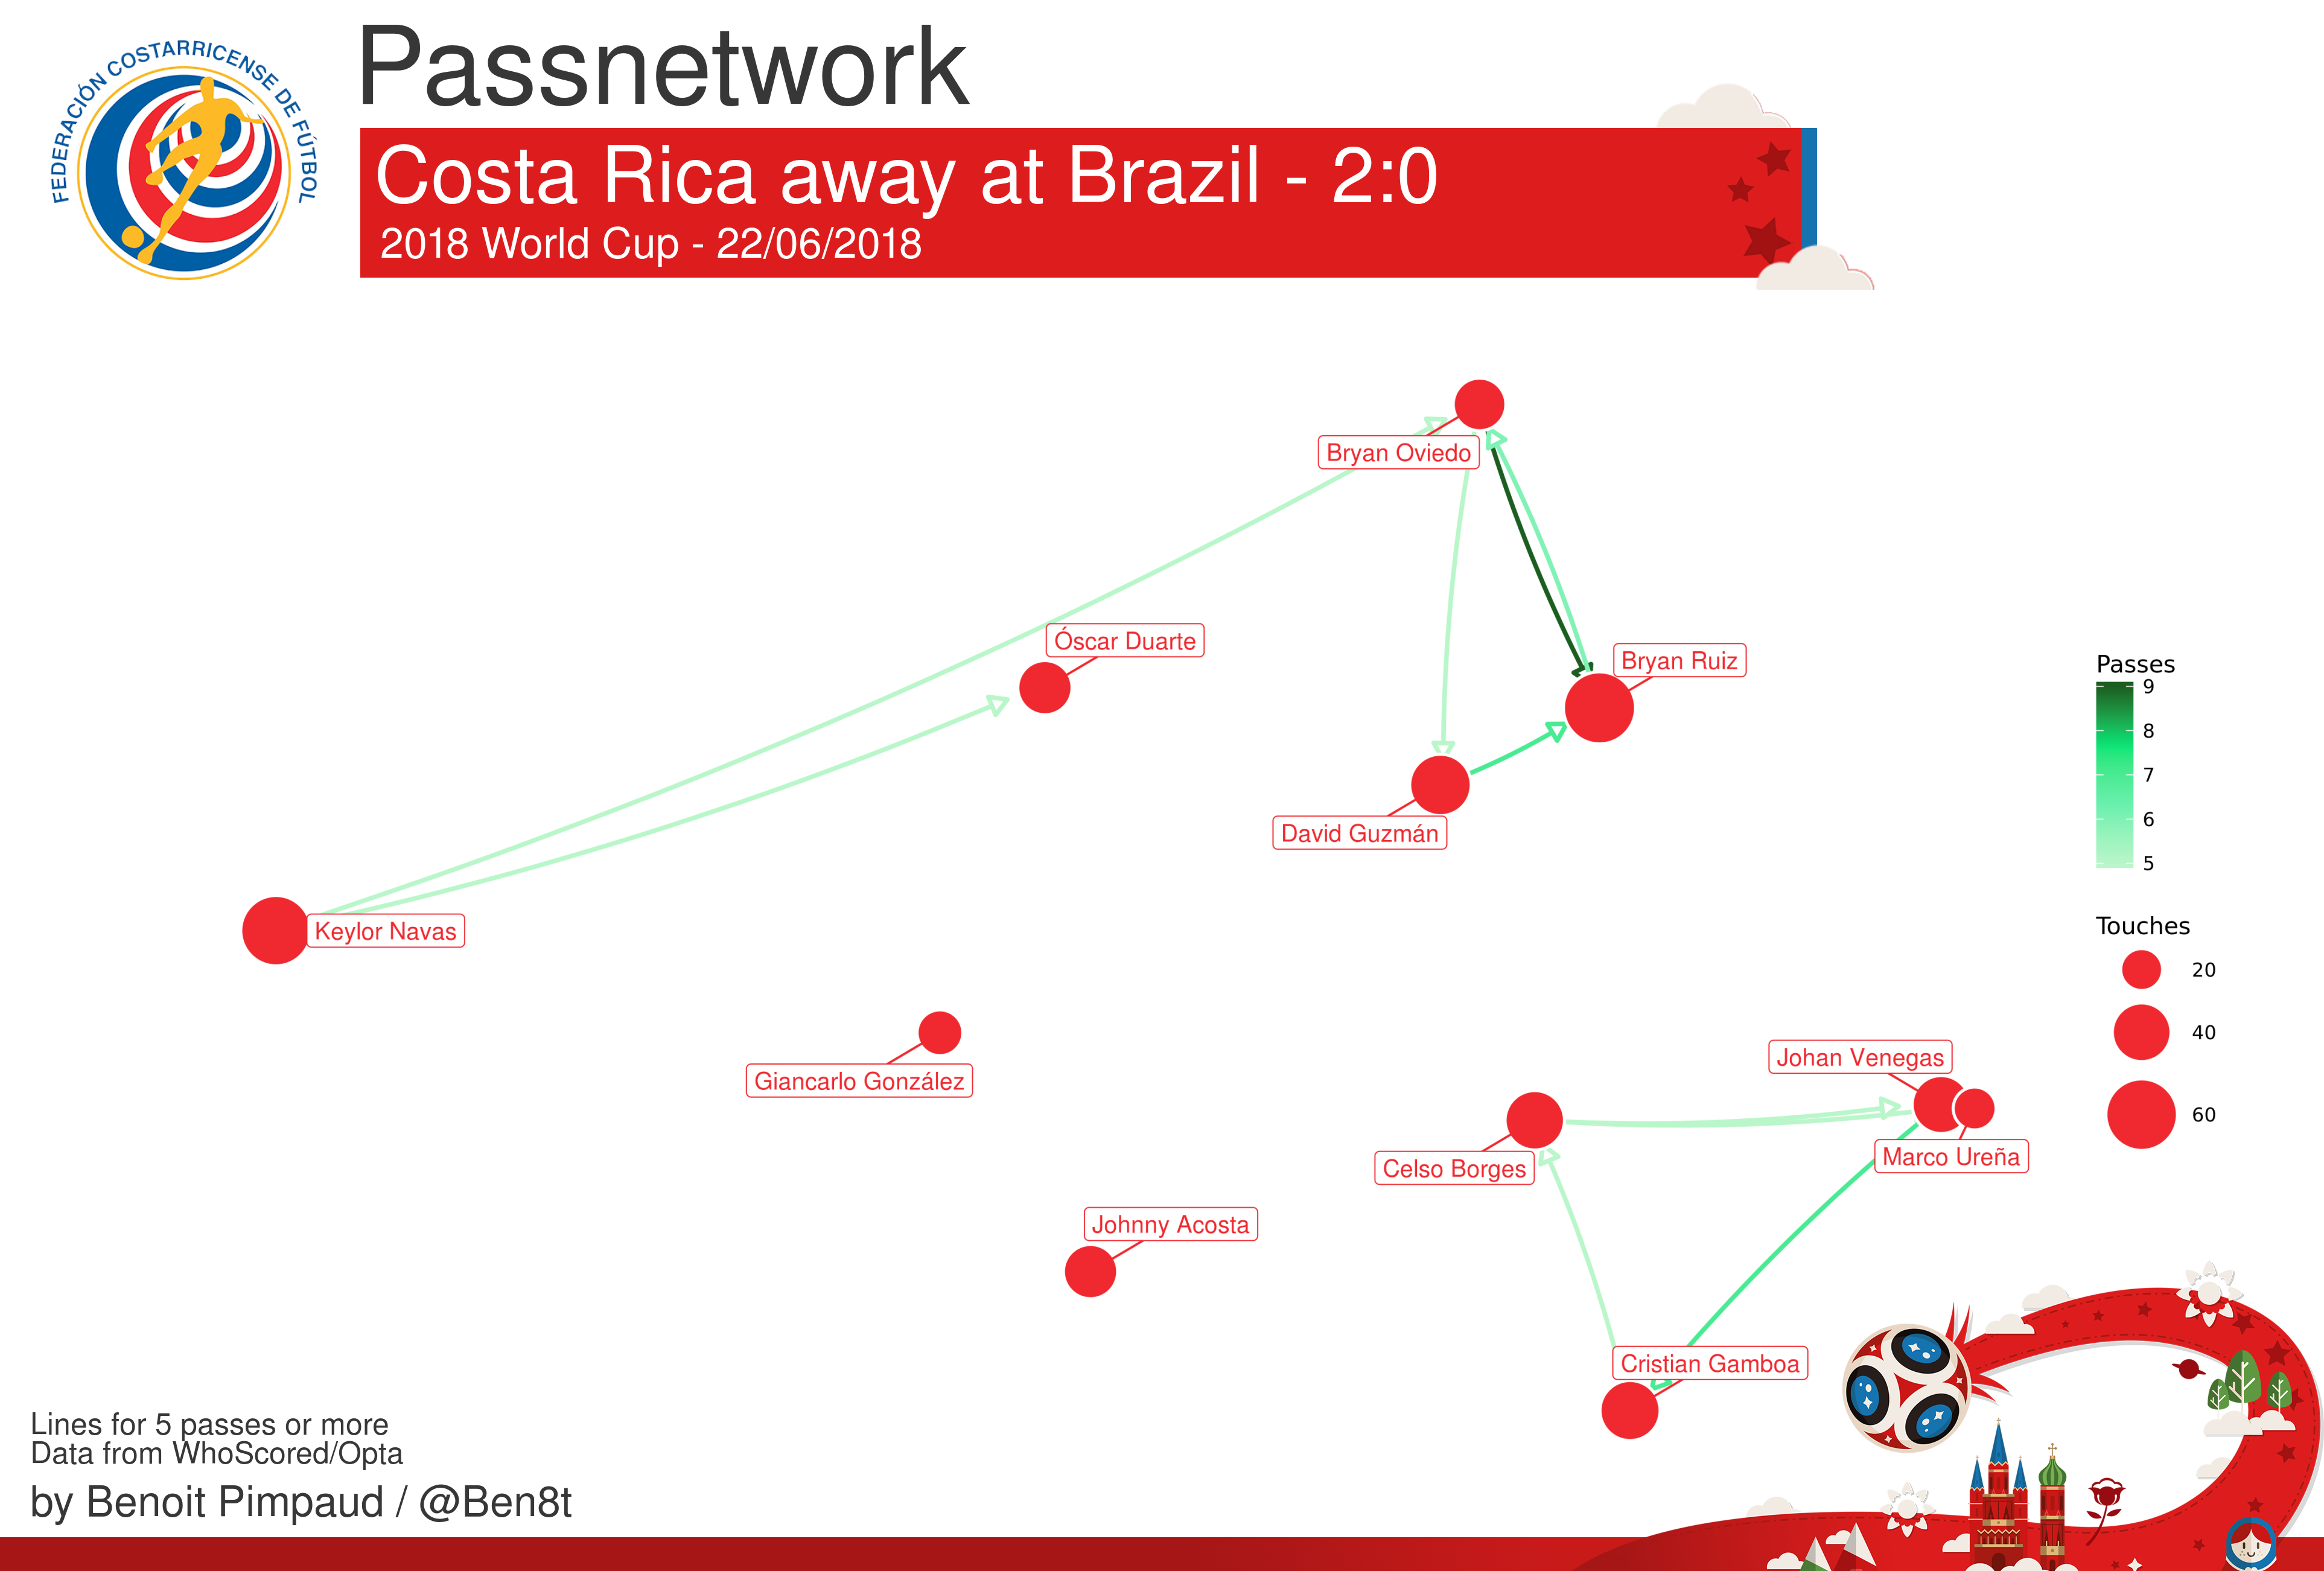 FEDERACIÓN COSTARRICENSE DE FÚTBOL
Passnetwork
Costa Rica away at Brazil - 2:0
2018 World Cup - 22/06/2018
Bryan Oviedo
Óscar Duarte
Bryan Ruiz
David Guzmán
Keylor Navas
Giancarlo González
Johan Venegas
Marco Ureña
Celso Borges
Johnny Acosta
Cristian Gamboa
Passes
9
8
7
6
5
Touches
20
40
60
Lines for 5 passes or more
Data from WhoScored/Opta
by Benoit Pimpaud / @Ben8t